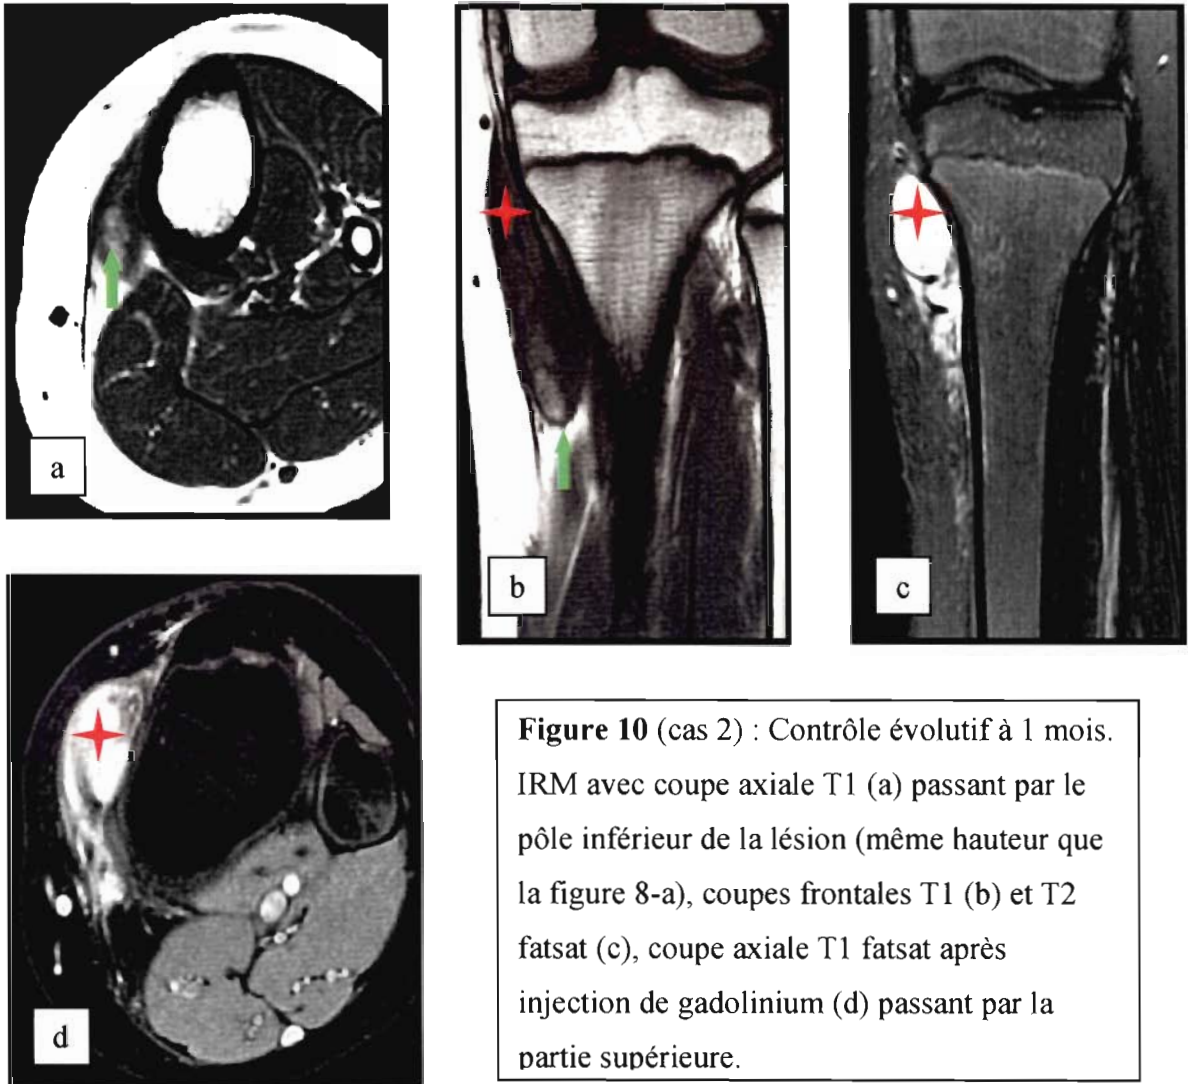 a
b
c
d
Figure 10 (cas 2) : Contrôle évolutif à 1 mois.
IRM avec coupe axiale T1 (a) passant par le
pôle inférieur de la lésion (même hauteur que
la figure 8-a), coupes frontales T1 (b) et T2
fatsat (c), coupe axiale T1 fatsat après
injection de gadolinium (d) passant par la
partie supérieure.